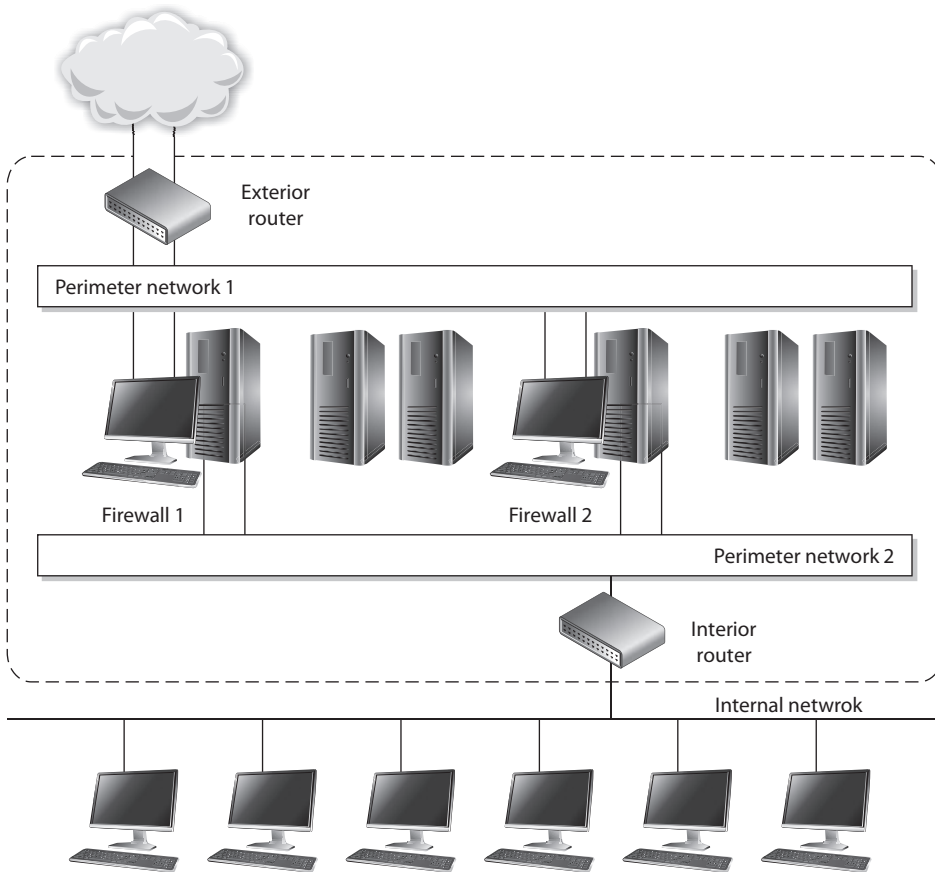 Exterior
router
Perimeter network 1
Firewall 1
Firewall 2
Perimeter network 2
Interior
router
Internal netwrok